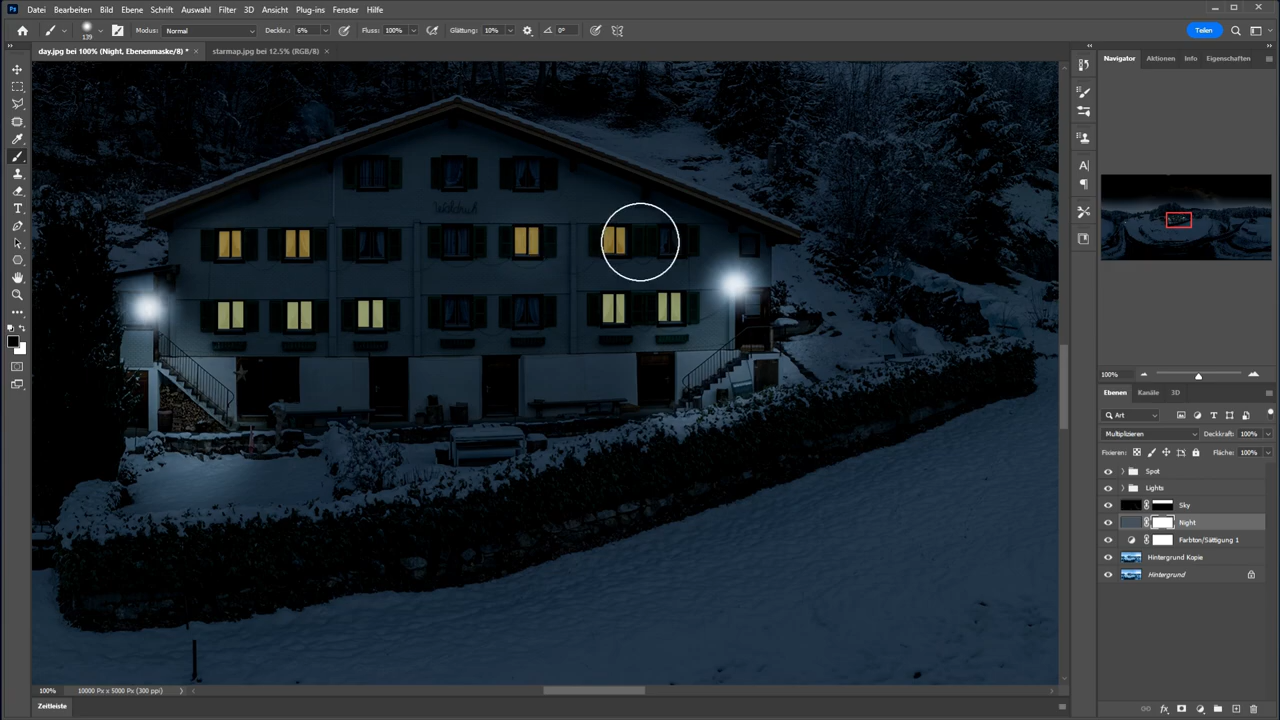 Ps Datei Bearbeiten Bild Ebene Schrift Auswahl Filter 3D Ansicht Plug-ins Fenster Hilfe
139 Modus: Normal Deckkr.: 6% Fluss: 100% Glättung: 10% 0° Teilen
day.jpg bei 100% (Night, Ebenenmaske/8) * × starmap.jpg bei 12.5% (RGB/8) ×
Navigator Aktionen Info Eigenschaften
100%
Ebenen Kanäle 3D
Art
Multiplizieren Deckkraft: 100%
Fixieren: Fläche: 100%
Spot
Lights
Sky
Night
Farbton/Sättigung 1
Hintergrund Kopie
Hintergrund
100% 10000 Px x 5000 Px (300 ppi)
Zeitleiste